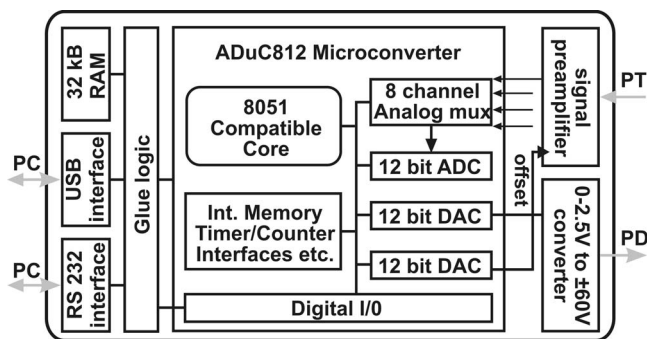 ADuC812 Microconverter
32 kB
RAM
USB
interface
RS 232
interface
PC
PC
Glue logic
8051
Compatible
Core
Int. Memory
Timer/Counter
Interfaces etc.
8 channel
Analog mux
12 bit ADC
12 bit DAC
12 bit DAC
Digital I/0
offset
signal
preamplifier
0-2.5V to ±60V
converter
PT
PD